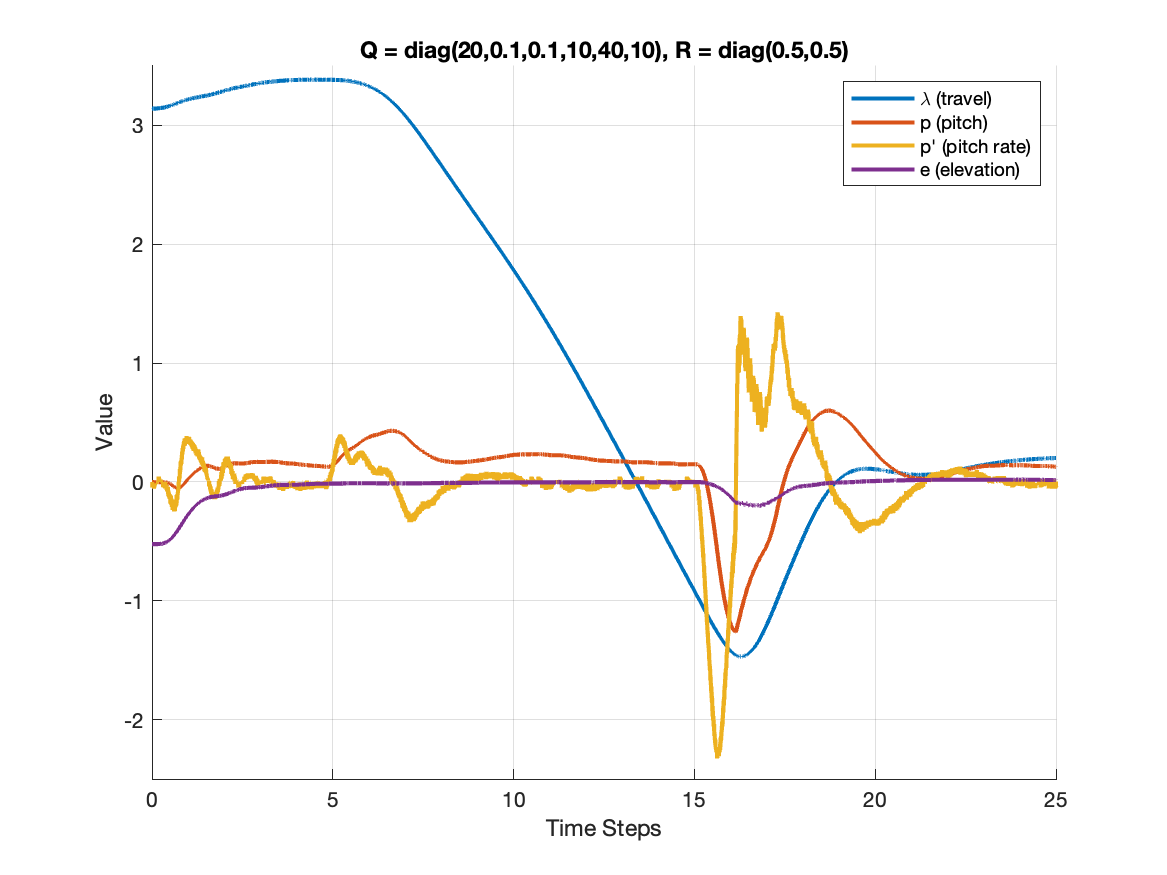 Q = diag(20,0.1,0.1,10,40,10), R = diag(0.5,0.5)
λ (travel)
p (pitch)
p' (pitch rate)
e (elevation)
3
2
1
0
-1
-2
Value
0 5 10 15 20 25
Time Steps